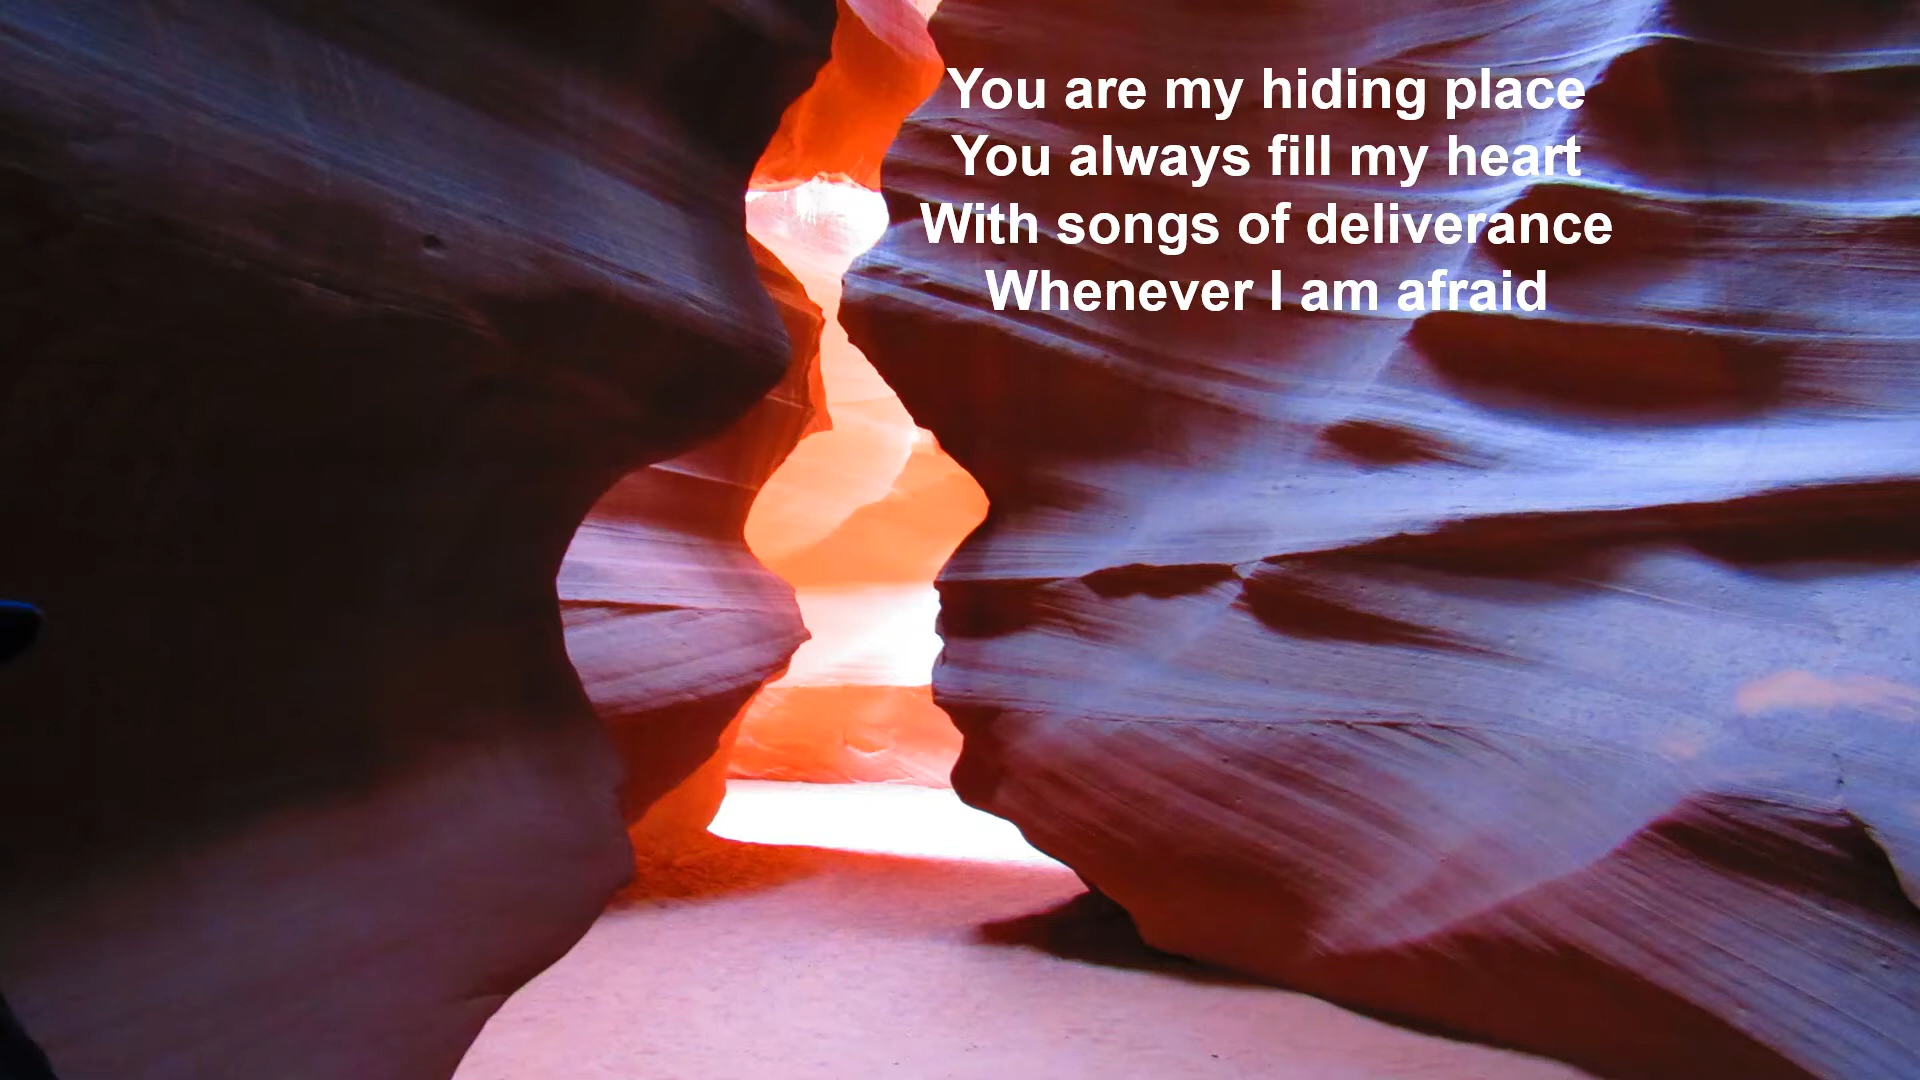 You are my hiding place
You always fill my heart
With songs of deliverance
Whenever I am afraid